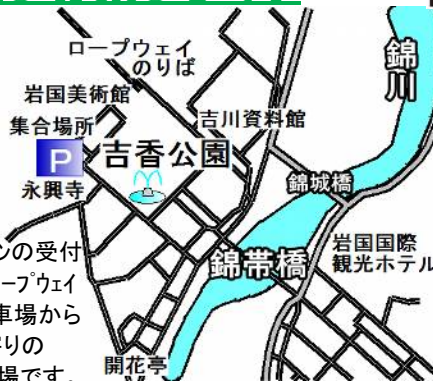 ロープウェイ
のりば
錦川
岩国美術館
集合場所
吉川資料館
P
吉香公園
永興寺
錦城橋
岩国国際
観光ホテル
錦帯橋
の受付
ープウェイ
車場から
りの
開花亭
場です。